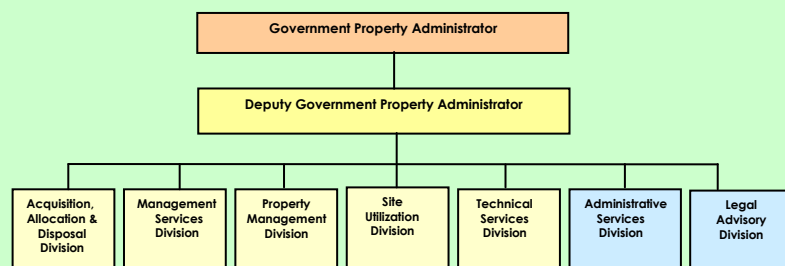 Government Property Administrator
Deputy Government Property Administrator
Acquisition,
Allocation &
Disposal
Division
Management
Services
Division
Property
Management
Division
Site
Utilization
Division
Technical
Services
Division
Administrative
Services
Division
Legal
Advisory
Division